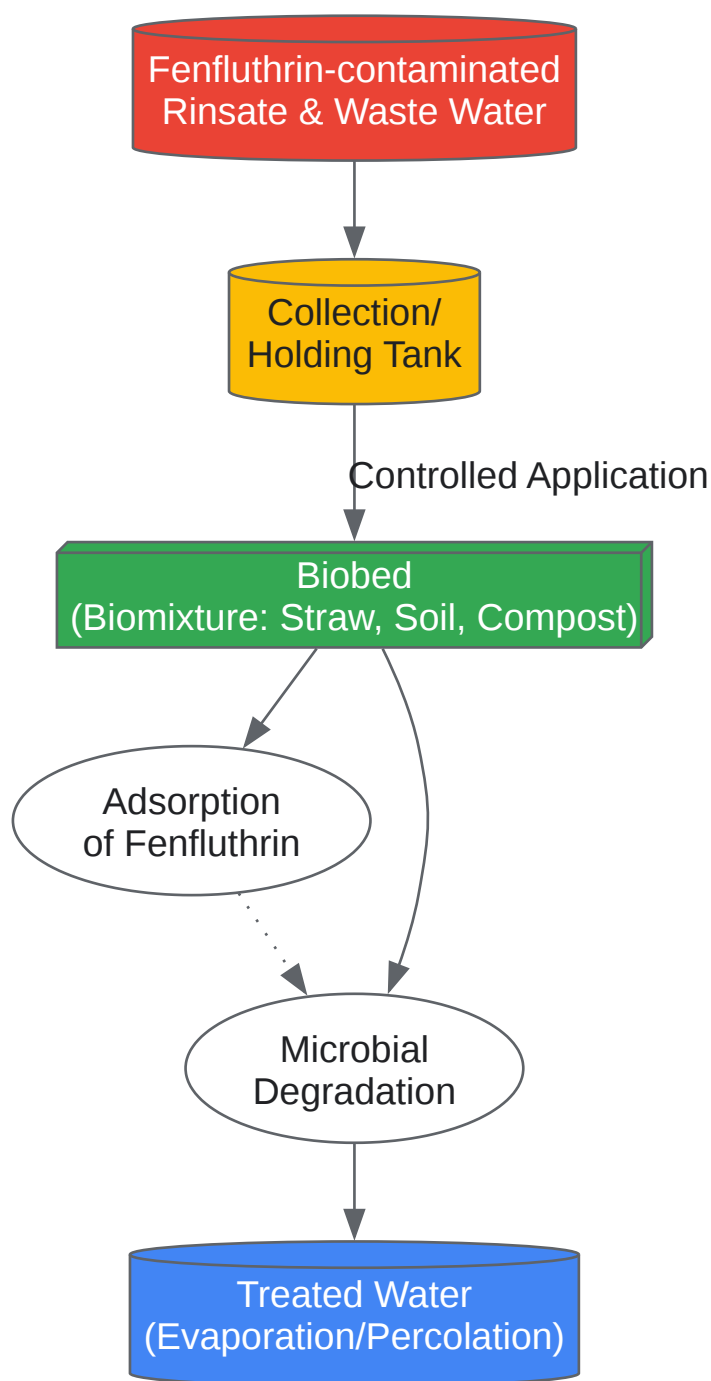 Fenfluthrin-contaminated
Rinsate & Waste Water
Collection/
Holding Tank
Controlled Application
Biobed
(Biomixture: Straw, Soil, Compost)
Adsorption
of Fenfluthrin
Microbial
Degradation
Treated Water
(Evaporation/Percolation)